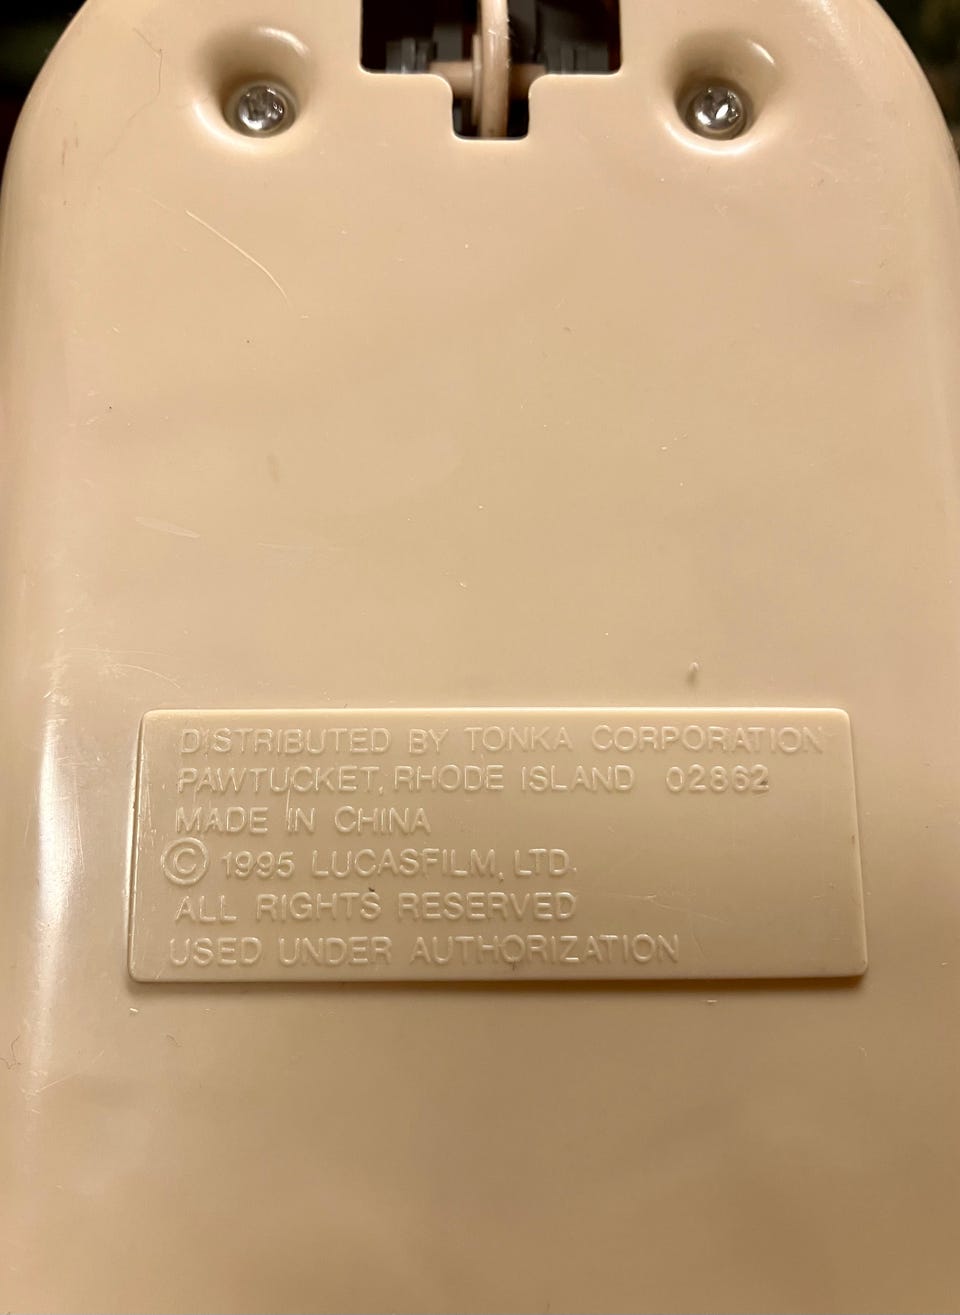 DISTRIBUTED BY TONKA CORPORATION
PAWTUCKET, RHODE ISLAND 02862
MADE IN CHINA
© 1995 LUCASFILM, LTD.
ALL RIGHTS RESERVED
USED UNDER AUTHORIZATION